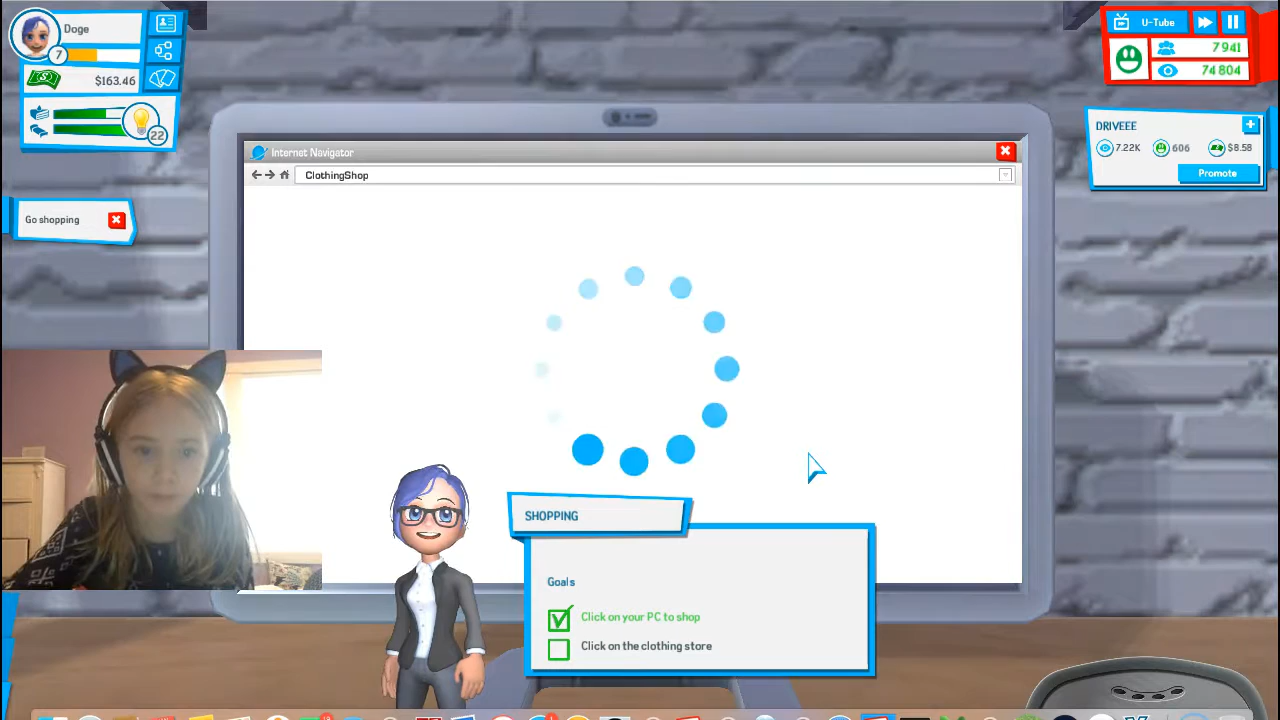 Doge
7
$163.46
22
U-Tube
7 941
74 804
DRIVEEE
7.22K 606 $8.58
Promote
Internet Navigator
ClothingShop
Go shopping
SHOPPING
Goals
Click on your PC to shop
Click on the clothing store